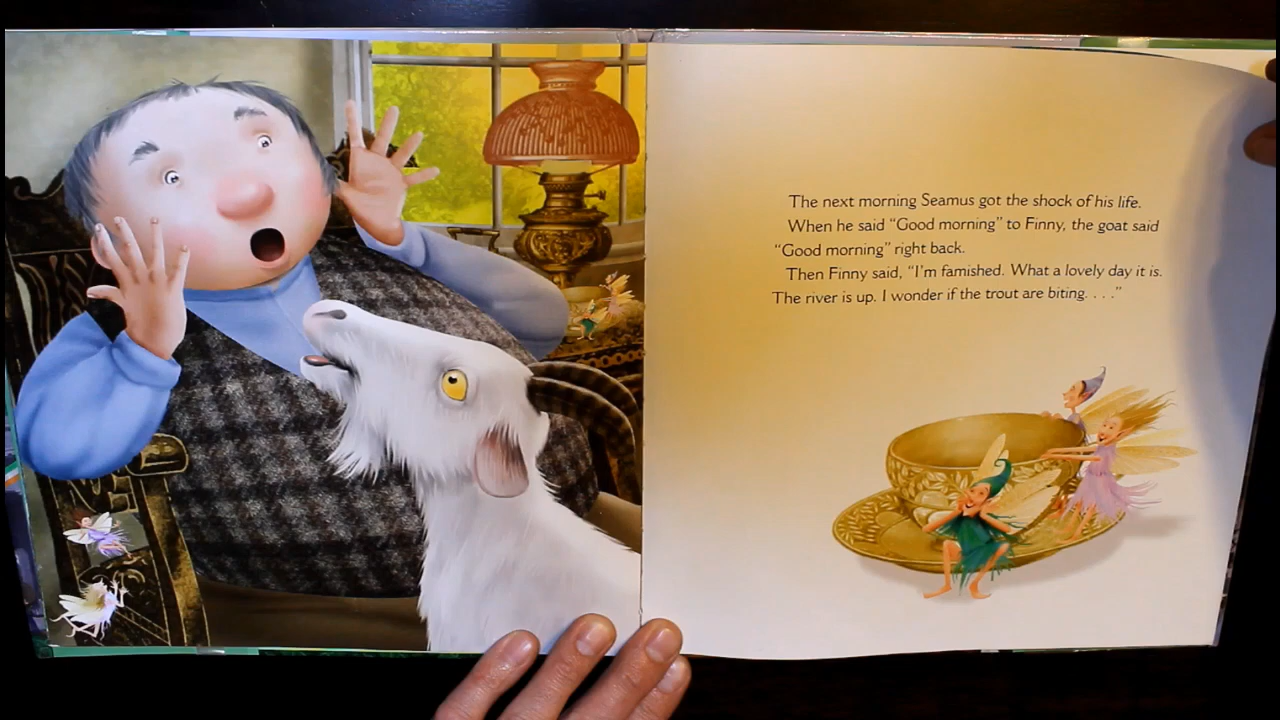 The next morning Seamus got the shock of his life.
When he said “Good morning” to Finny, the goat said
“Good morning” right back.
Then Finny said, “I’m famished. What a lovely day it is.
The river is up. I wonder if the trout are biting. . . .”